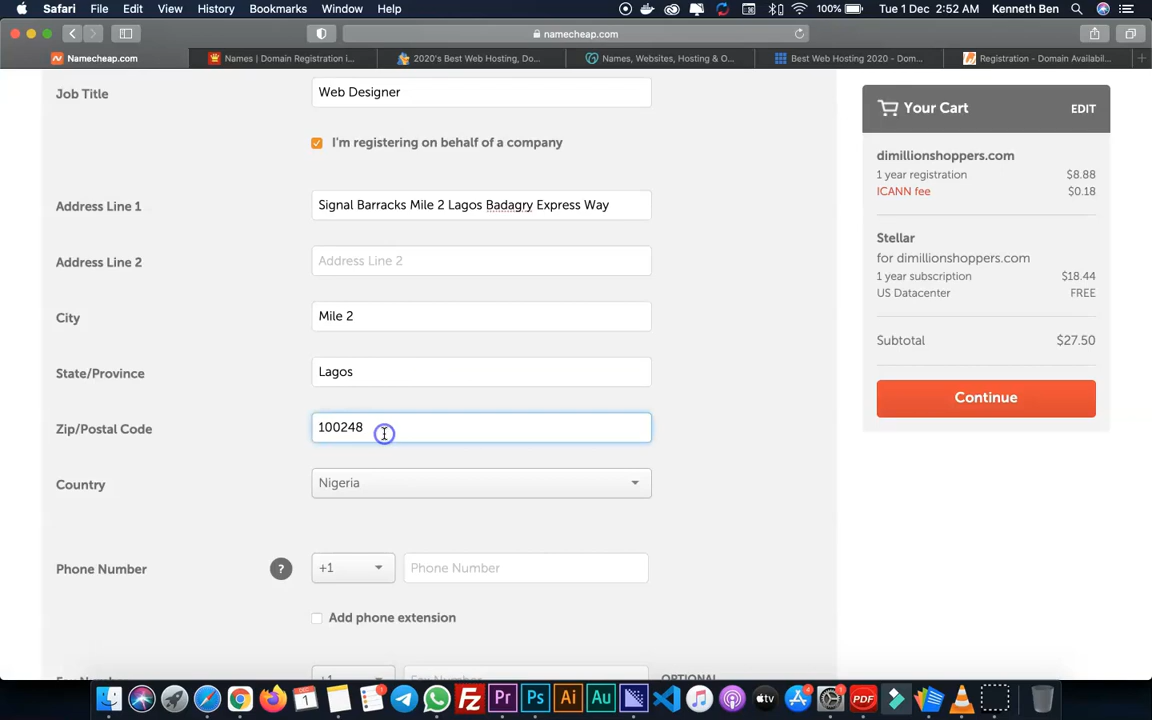 Safari File Edit View History Bookmarks Window Help 100% Tue 1 Dec 2:52 AM Kenneth Ben
namecheap.com
Namecheap.com Names | Domain Registration i... 2020's Best Web Hosting, Do... Names, Websites, Hosting & O... Best Web Hosting 2020 - Dom... Registration - Domain Availabil...
Job Title Web Designer
I'm registering on behalf of a company
Address Line 1 Signal Barracks Mile 2 Lagos Badagry Express Way
Address Line 2 Address Line 2
City Mile 2
State/Province Lagos
Zip/Postal Code 100248
Country Nigeria
Phone Number ? +1 Phone Number
Add phone extension
Fax Number +1 Fax Number OPTIONAL
Your Cart EDIT
dimillionshoppers.com
1 year registration $8.88
ICANN fee $0.18
Stellar
for dimillionshoppers.com
1 year subscription $18.44
US Datacenter FREE
Subtotal $27.50
Continue